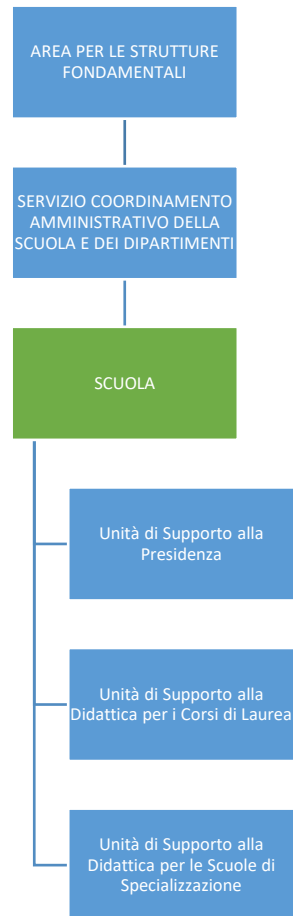 AREA PER LE STRUTTURE
FONDAMENTALI
SERVIZIO COORDINAMENTO
AMMINISTRATIVO DELLA
SCUOLA E DEI DIPARTIMENTI
SCUOLA
Unità di Supporto alla
Presidenza
Unità di Supporto alla
Didattica per i Corsi di Laurea
Unità di Supporto alla
Didattica per le Scuole di
Specializzazione